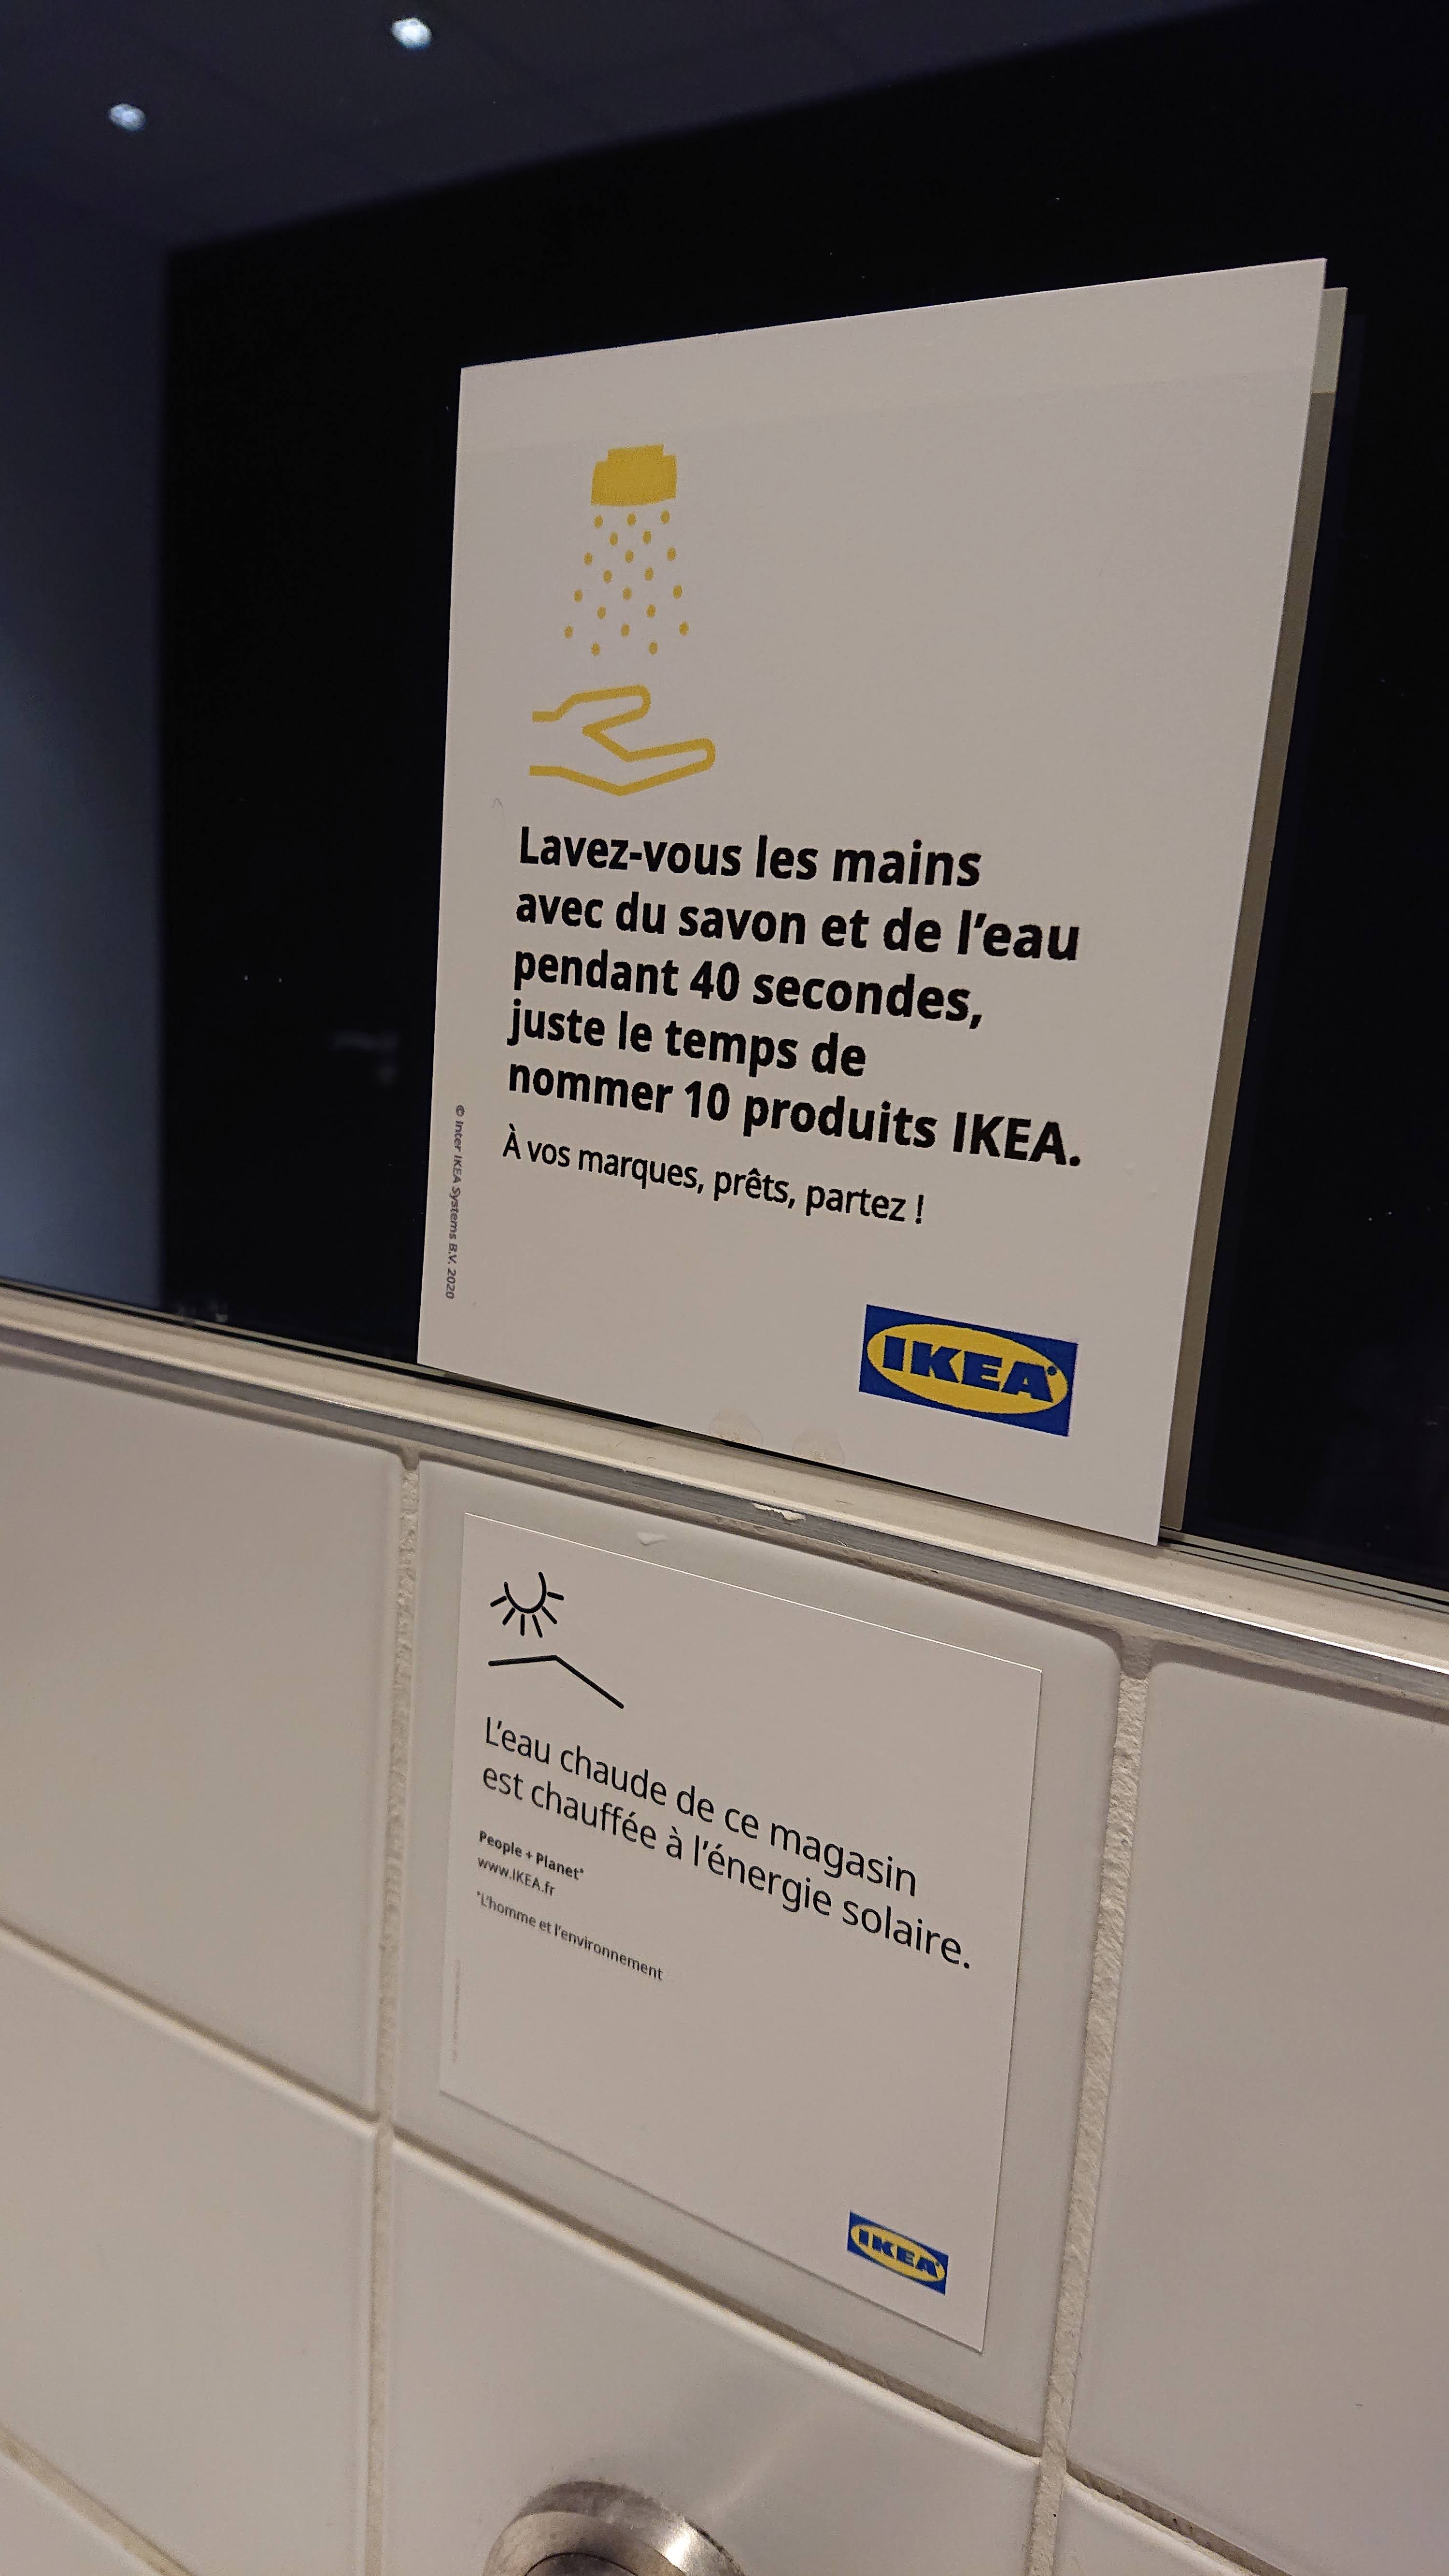 Lavez-vous les mains
avec du savon et de l'eau
pendant 40 secondes,
juste le temps de
nommer 10 produits IKEA.
À vos marques, prêts, partez !
© Inter IKEA Systems B.V. 2020
IKEA®
L'eau chaude de ce magasin
est chauffée à l'énergie solaire.
People + Planet*
www.IKEA.fr
*L'homme et l'environnement
IKEA